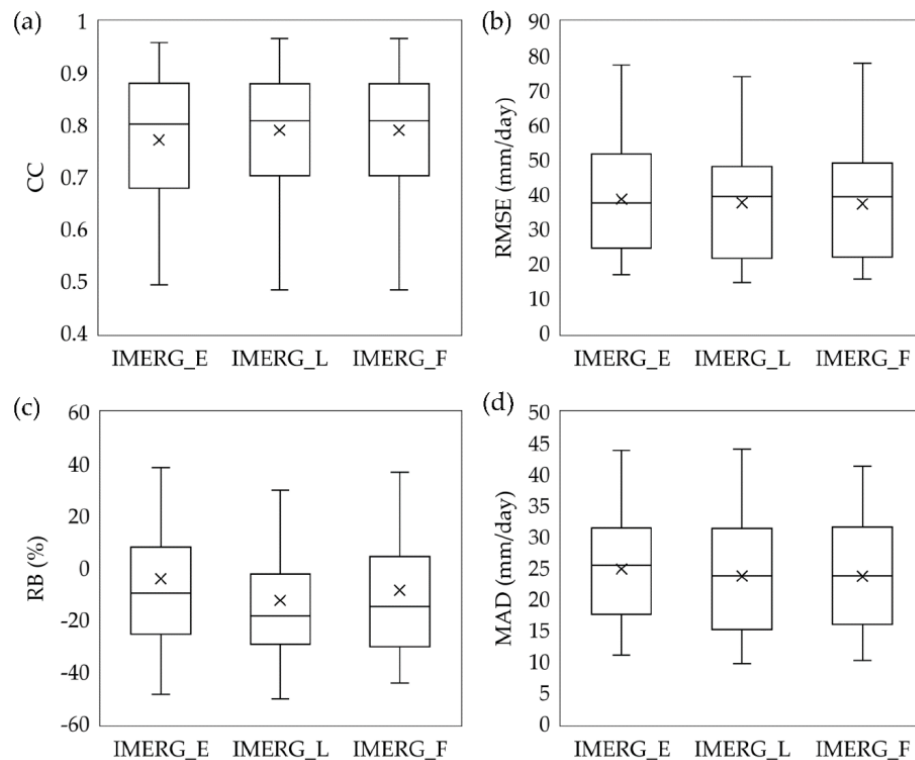 (a)
CC
1
0.9
0.8
0.7
0.6
0.5
0.4
IMERG_E IMERG_L IMERG_F
(b)
RMSE (mm/day)
90
80
70
60
50
40
30
20
10
0
IMERG_E IMERG_L IMERG_F
(c)
RB (%)
60
40
20
0
-20
-40
-60
IMERG_E IMERG_L IMERG_F
(d)
MAD (mm/day)
50
45
40
35
30
25
20
15
10
5
0
IMERG_E IMERG_L IMERG_F